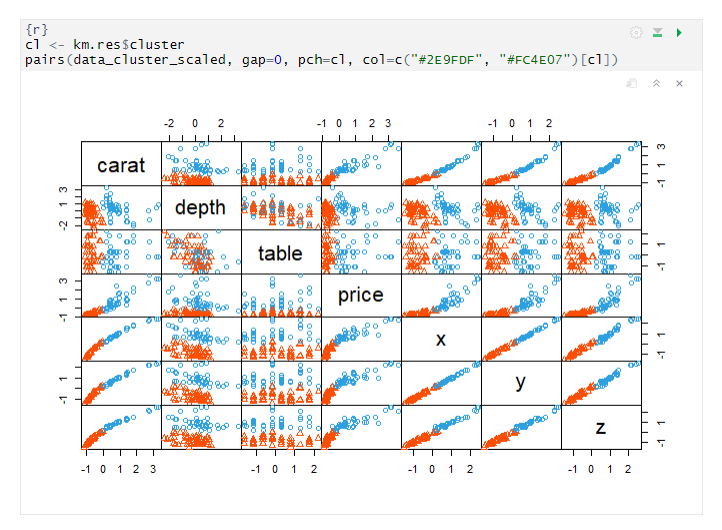 {r}
cl <- km.res$cluster
pairs(data_cluster_scaled, gap=0, pch=cl, col=c("#2E9FDF", "#FC4E07")[cl])
-2 0 2
-1 0 1 2 3
-1 0 1 2
carat
-1 1 3
depth
-2 1 3
table
-1 1
price
-1 1 3
x
-1 1
y
-1 1
z
-1 1
-1 0 1 2 3
-1 0 1 2
-1 0 1 2
-1 0 1 2